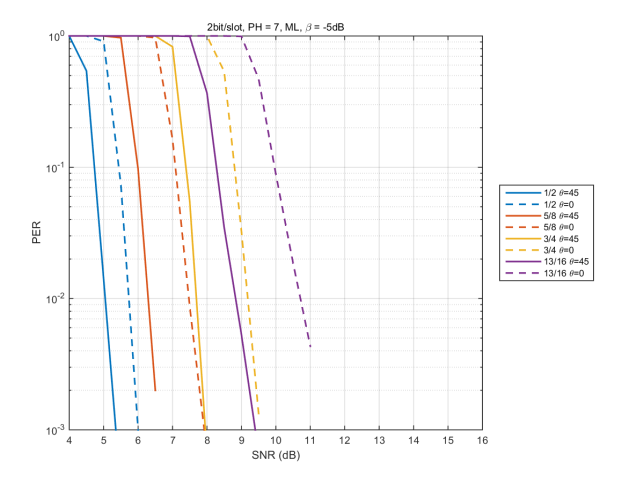 2bit/slot, PH = 7, ML, β = -5dB
10^0
10^-1
10^-2
10^-3
PER
4 5 6 7 8 9 10 11 12 13 14 15 16
SNR (dB)
1/2 θ=45
1/2 θ=0
5/8 θ=45
5/8 θ=0
3/4 θ=45
3/4 θ=0
13/16 θ=45
13/16 θ=0